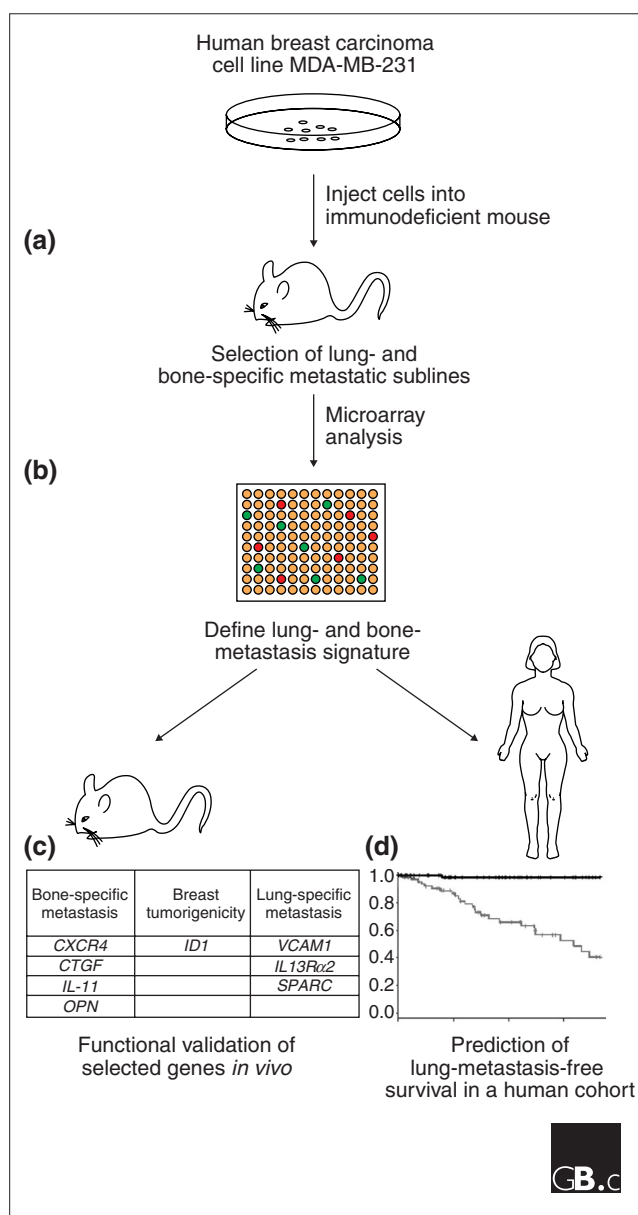 Human breast carcinoma
cell line MDA-MB-231
Inject cells into
immunodeficient mouse
(a)
Selection of lung- and
bone-specific metastatic sublines
Microarray
analysis
(b)
Define lung- and bone-
metastasis signature
(c)
Bone-specific metastasis Breast tumorigenicity Lung-specific metastasis
CXCR4 ID1 VCAM1
CTGF IL13Rα2
IL-11 SPARC
OPN
Functional validation of
selected genes in vivo
(d)
1.0
0.8
0.6
0.4
0.2
0.0
Prediction of
lung-metastasis-free
survival in a human cohort
GB.c